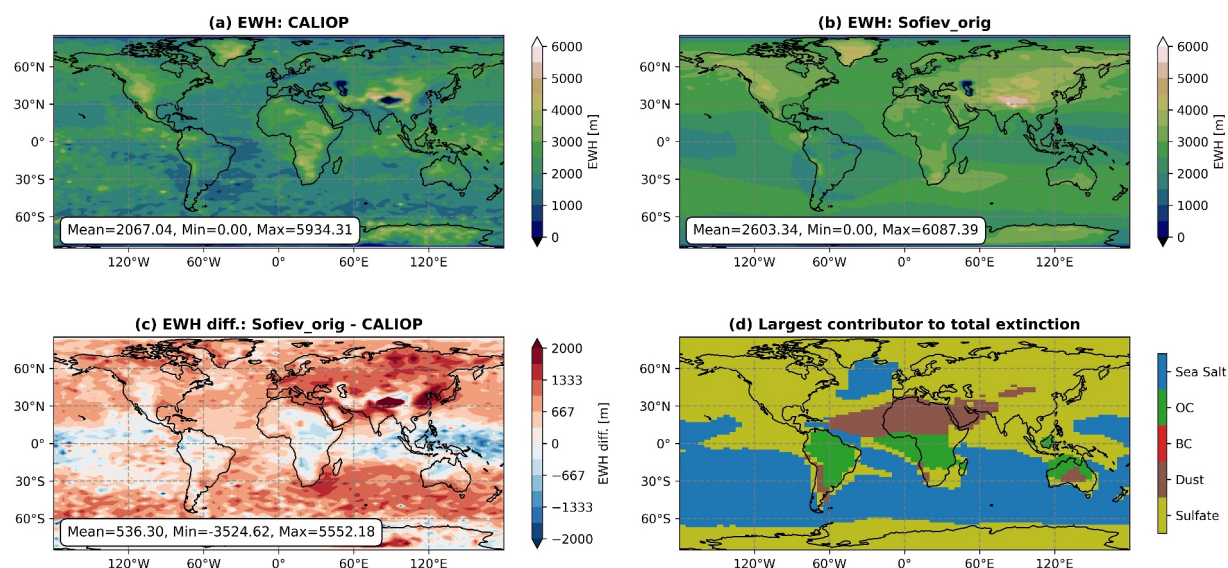 (a) EWH: CALIOP
60°N
30°N
0°
30°S
60°S
Mean=2067.04, Min=0.00, Max=5934.31
120°W 60°W 0° 60°E 120°E
6000
5000
4000
3000
2000
1000
0
EWH [m]
(b) EWH: Sofiev_orig
60°N
30°N
0°
30°S
60°S
Mean=2603.34, Min=0.00, Max=6087.39
120°W 60°W 0° 60°E 120°E
6000
5000
4000
3000
2000
1000
0
EWH [m]
(c) EWH diff.: Sofiev_orig - CALIOP
60°N
30°N
0°
30°S
60°S
Mean=536.30, Min=-3524.62, Max=5552.18
120°W 60°W 0° 60°E 120°E
2000
1333
667
0
−667
−1333
−2000
EWH diff. [m]
(d) Largest contributor to total extinction
60°N
30°N
0°
30°S
60°S
120°W 60°W 0° 60°E 120°E
Sea Salt
OC
BC
Dust
Sulfate